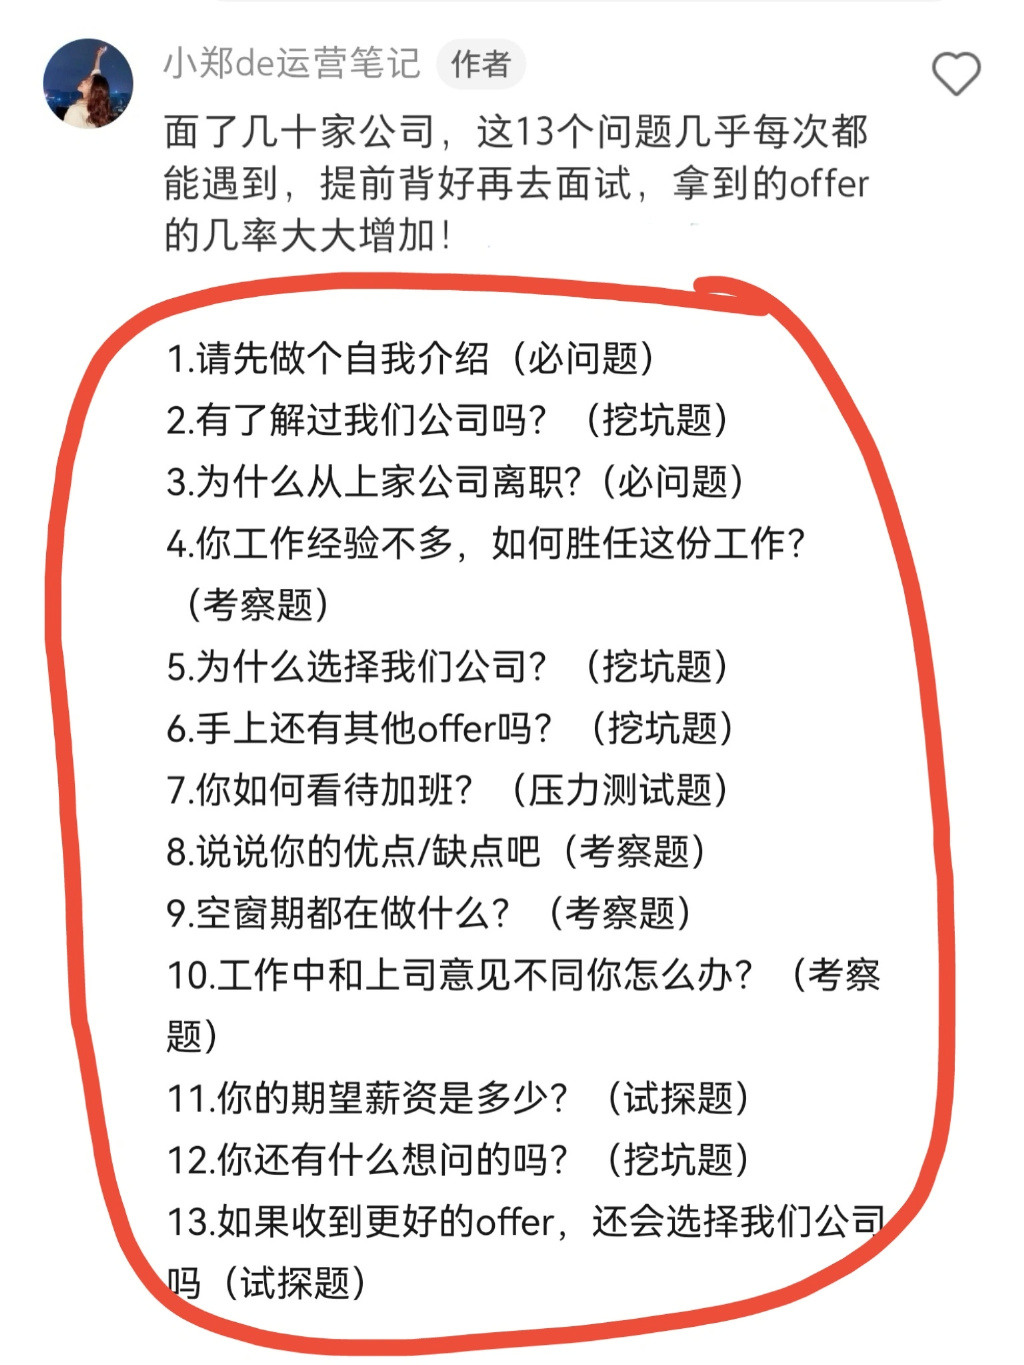 小郑de运营笔记 作者
面了几十家公司，这13个问题几乎每次都
能遇到，提前背好再去面试，拿到的offer
的几率大大增加！
1.请先做个自我介绍（必问题）
2.有了解过我们公司吗？（挖坑题）
3.为什么从上家公司离职?（必问题）
4.你工作经验不多，如何胜任这份工作？
（考察题）
5.为什么选择我们公司？（挖坑题）
6.手上还有其他offer吗？（挖坑题）
7.你如何看待加班？（压力测试题）
8.说说你的优点/缺点吧（考察题）
9.空窗期都在做什么？（考察题）
10.工作中和上司意见不同你怎么办？（考察
题）
11.你的期望薪资是多少？（试探题）
12.你还有什么想问的吗？（挖坑题）
13.如果收到更好的offer，还会选择我们公司
吗（试探题）